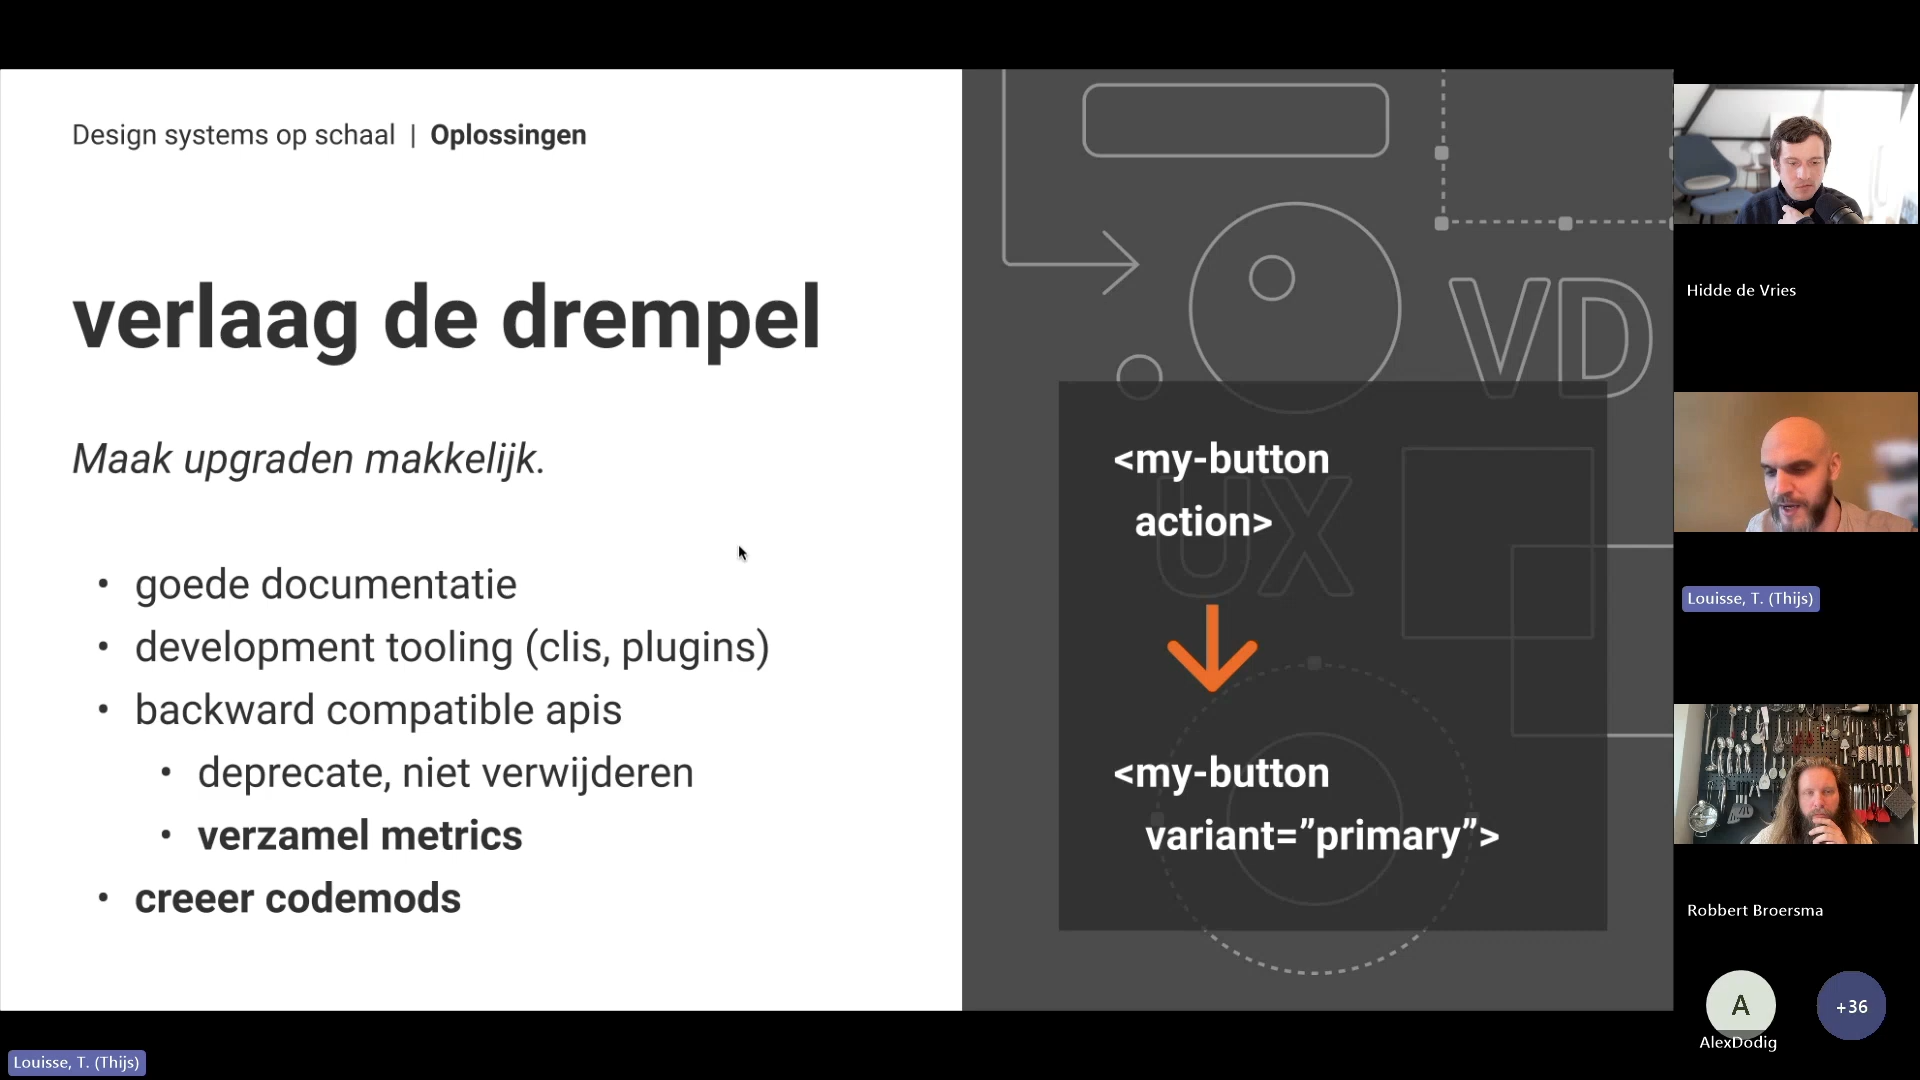 Design systems op schaal | Oplossingen
verlaag de drempel
Maak upgraden makkelijk.
• goede documentatie
• development tooling (clis, plugins)
• backward compatible apis
• deprecate, niet verwijderen
• verzamel metrics
• creeer codemods
VD
UX
<my-button
action>
<my-button
variant=”primary”>
Hidde de Vries
Louisse, T. (Thijs)
Robbert Broersma
A
+36
AlexDodig
Louisse, T. (Thijs)